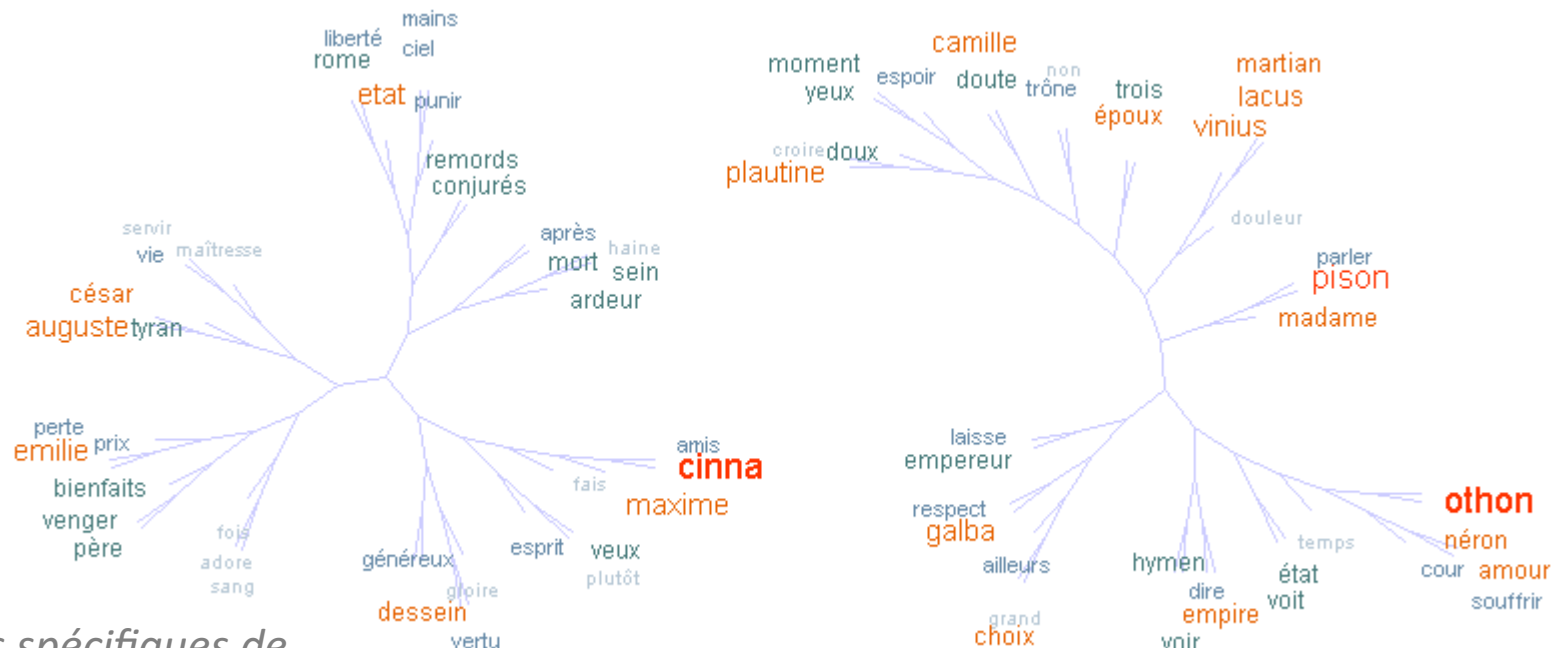 mains
liberté
ciel
rome
etat
punir
remords
conjurés
servir
vie
maîtresse
après
haine
mort
sein
ardeur
césar
auguste
tyran
perte
prix
emilie
bienfaits
venger
père
fois
adore
sang
amis
cinna
fais
maxime
esprit
veux
plutôt
généreux
gloire
dessein
vertu
s spécifiques de
camille
moment
yeux
espoir
doute
non
trône
trois
époux
martian
lacus
vinius
croire
doux
plautine
douleur
parler
pison
madame
laisse
empereur
respect
galba
ailleurs
grand
choix
hymen
dire
empire
voir
othon
néron
temps
état
voit
cour
amour
souffrir